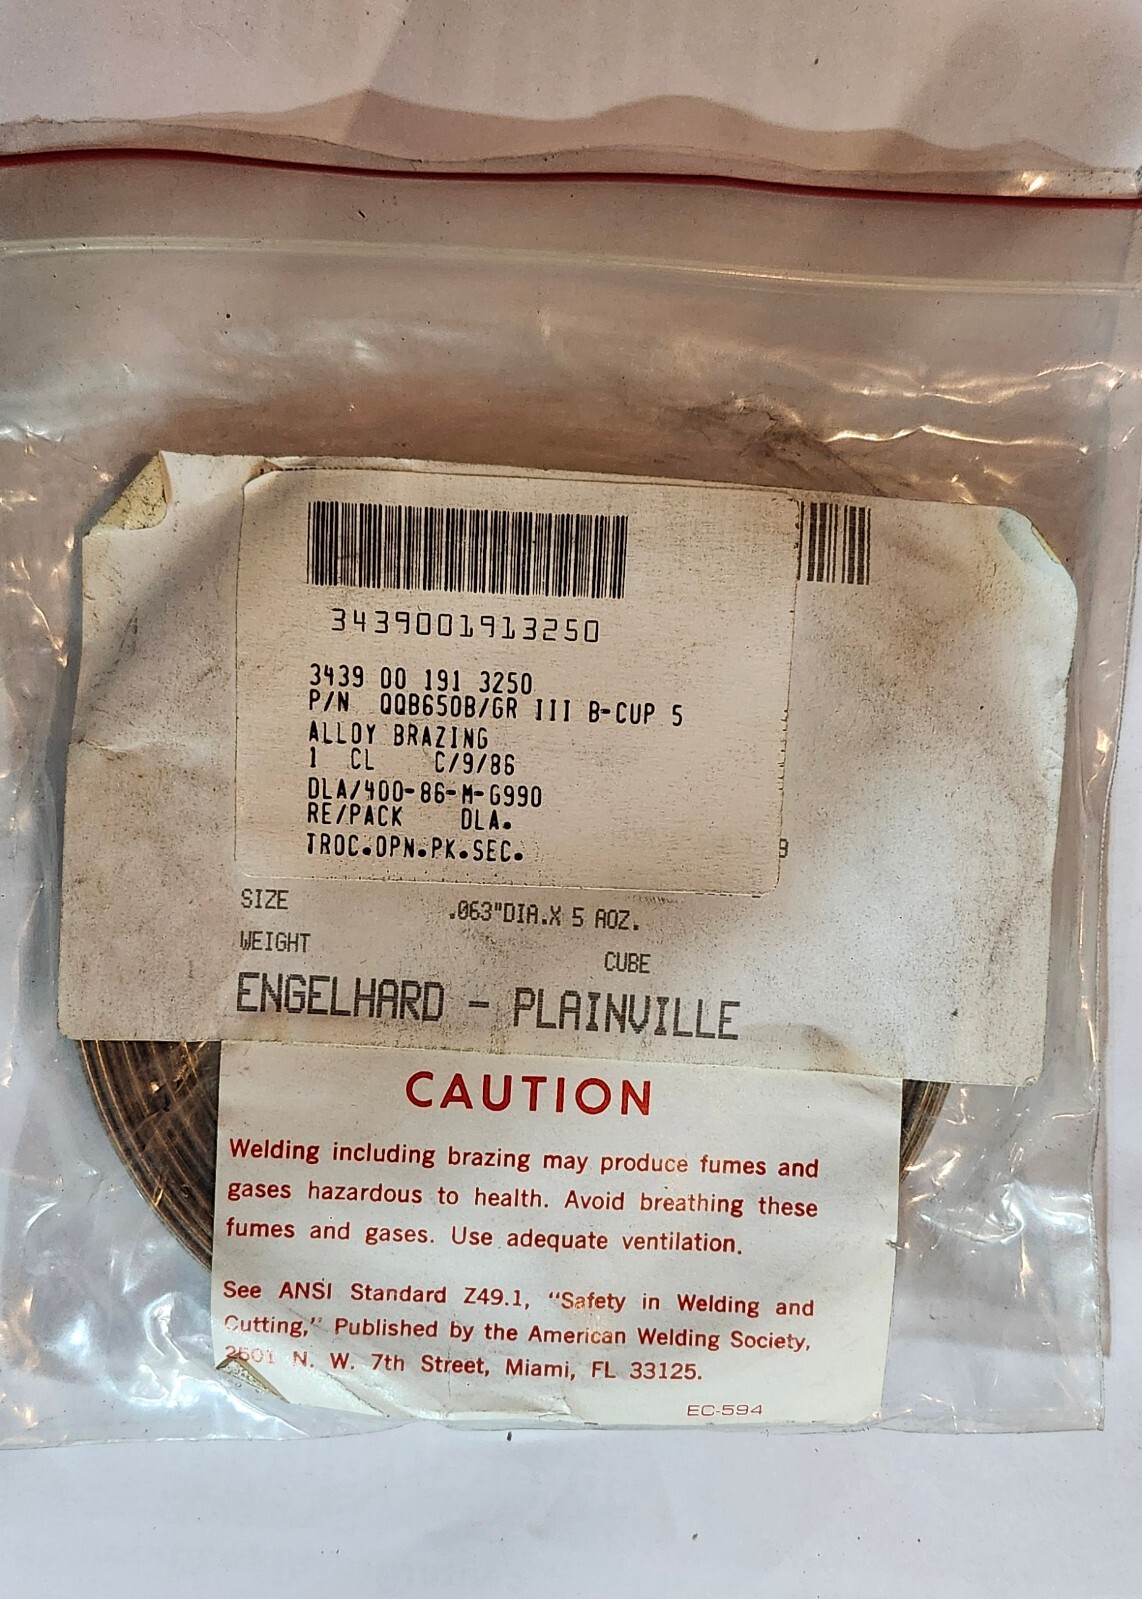 3439001913250
3439 00 191 3250
P/N QQB650B/GR III B-CUP 5
ALLOY BRAZING
1 CL C/9/86
DLA/400-86-M-G990
RE/PACK DLA.
TROC.OPN.PK.SEC.
SIZE .063"DIA.X 5 AOZ.
WEIGHT CUBE
ENGELHARD - PLAINVILLE
CAUTION
Welding including brazing may produce fumes and
gases hazardous to health. Avoid breathing these
fumes and gases. Use adequate ventilation.
See ANSI Standard Z49.1, "Safety in Welding and
Cutting," Published by the American Welding Society,
2501 N. W. 7th Street, Miami, FL 33125.
EC-594